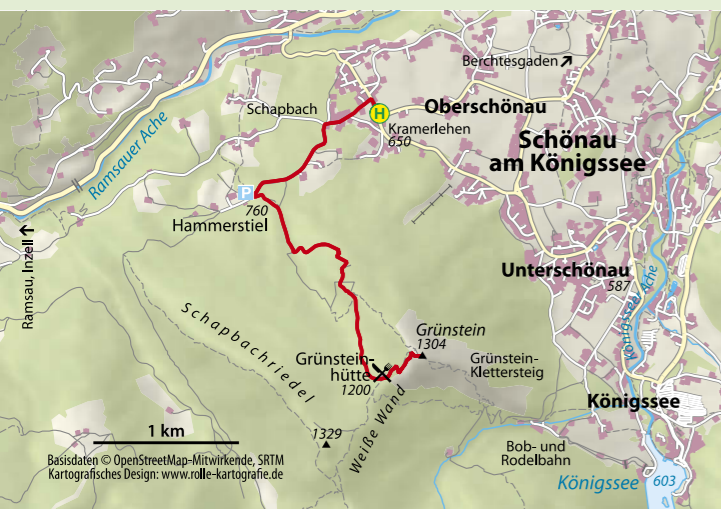 Berchtesgaden
Schapbach
Oberschönau
H
Kramerlehen
650
Schönau
am Königssee
Ramsauer Ache
P
760
Hammerstiel
Ramsau, Inzell
Unterschönau
587
Königsseer Ache
Schapbachriedel
Grünstein
1304
Grünstein-
hütte
1200
Grünstein-
Klettersteig
Weiße Wand
Königssee
1329
1 km
Bob- und
Rodelbahn
Königssee 603
Basisdaten © OpenStreetMap-Mitwirkende, SRTM
Kartografisches Design: www.rolle-kartografie.de